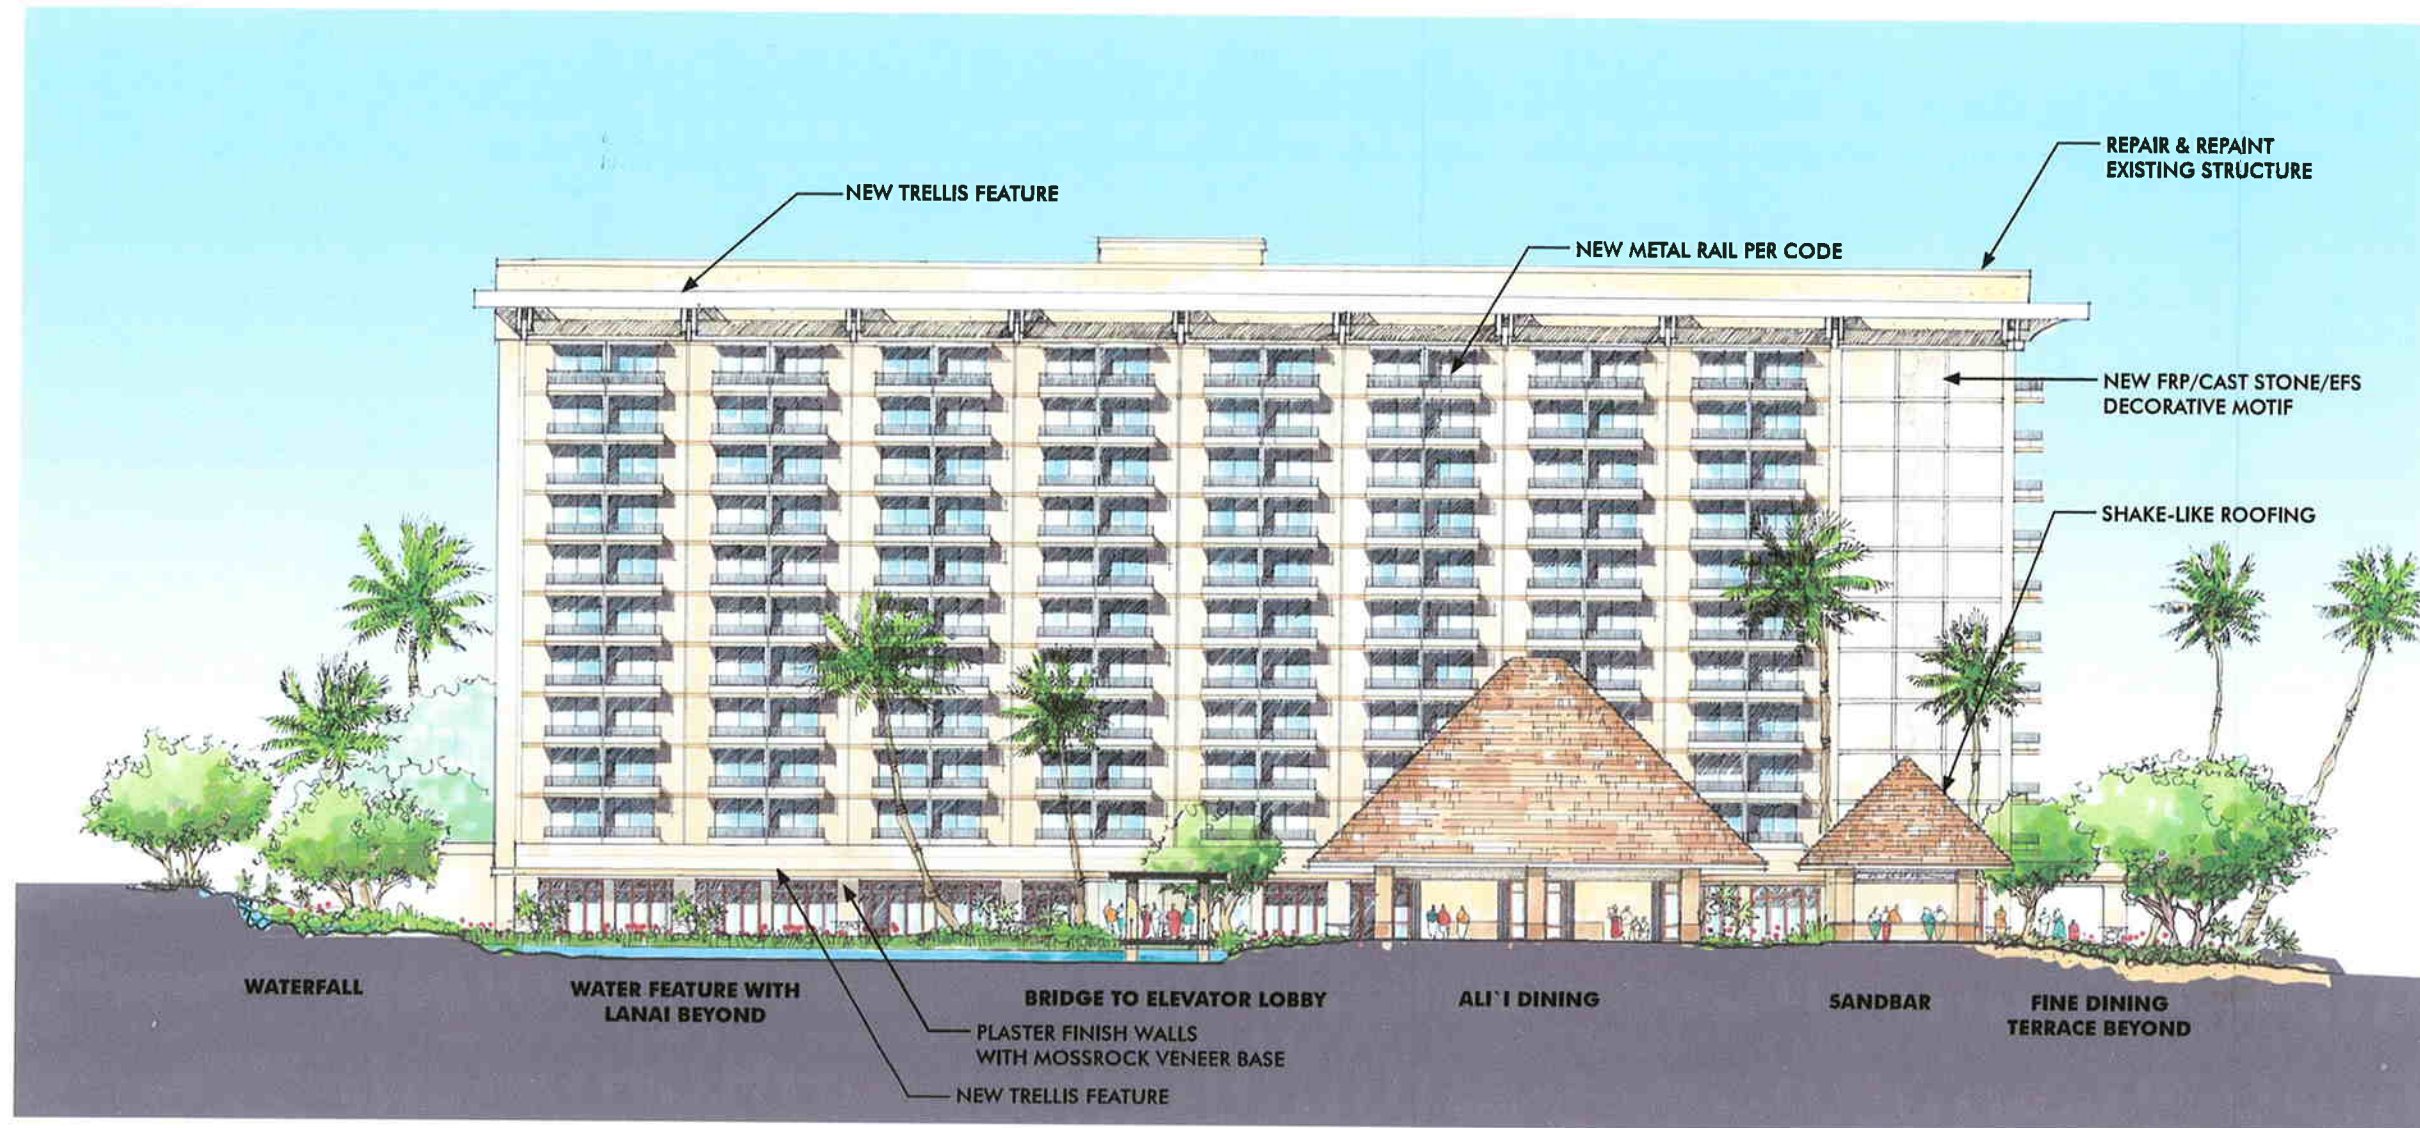 REPAIR & REPAINT
EXISTING STRUCTURE
NEW TRELLIS FEATURE
NEW METAL RAIL PER CODE
NEW FRP/CAST STONE/EFS
DECORATIVE MOTIF
SHAKE-LIKE ROOFING
WATERFALL
WATER FEATURE WITH
LANAI BEYOND
BRIDGE TO ELEVATOR LOBBY
ALI`I DINING
SANDBAR
FINE DINING
TERRACE BEYOND
PLASTER FINISH WALLS
WITH MOSSROCK VENEER BASE
NEW TRELLIS FEATURE